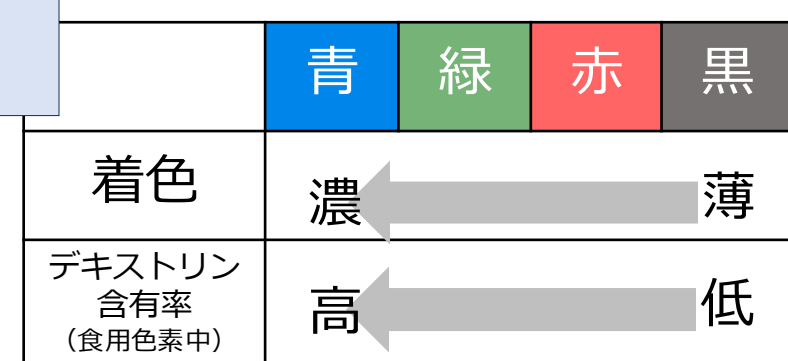 青 緑 赤 黒
着色 濃 薄
デキストリン
含有率
(食用色素中)
高 低